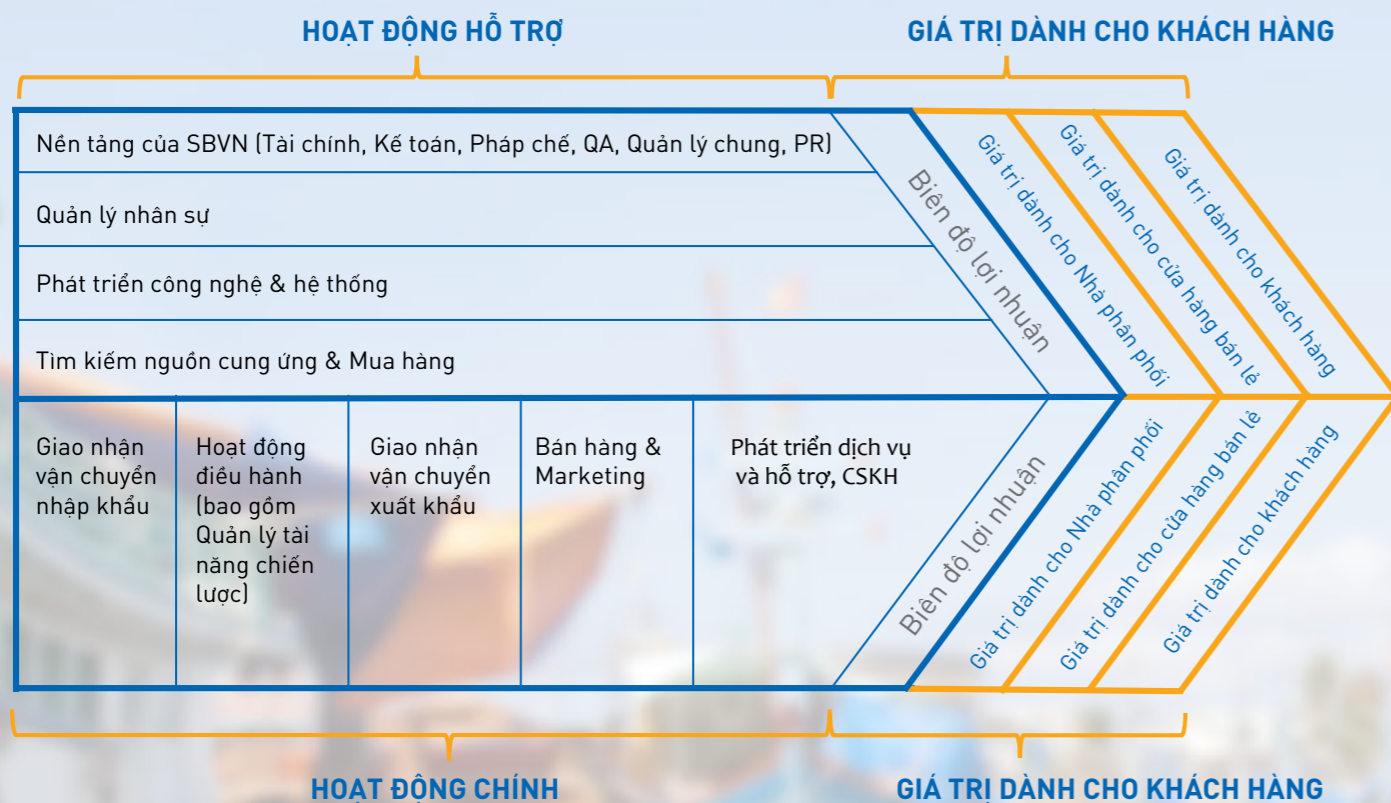 HOẠT ĐỘNG HỖ TRỢ
GIÁ TRỊ DÀNH CHO KHÁCH HÀNG
Nền tảng của SBVN (Tài chính, Kế toán, Pháp chế, QA, Quản lý chung, PR)
Quản lý nhân sự
Phát triển công nghệ & hệ thống
Tìm kiếm nguồn cung ứng & Mua hàng
Biên độ lợi nhuận
Giá trị dành cho Nhà phân phối
Giá trị dành cho cửa hàng bán lẻ
Giá trị dành cho khách hàng
Giao nhận
vận chuyển
nhập khẩu
Hoạt động
điều hành
(bao gồm
Quản lý tài
năng chiến
lược)
Giao nhận
vận chuyển
xuất khẩu
Bán hàng &
Marketing
Phát triển dịch vụ
và hỗ trợ, CSKH
Biên độ lợi nhuận
Giá trị dành cho Nhà phân phối
Giá trị dành cho cửa hàng bán lẻ
Giá trị dành cho khách hàng
HOẠT ĐỘNG CHÍNH
GIÁ TRỊ DÀNH CHO KHÁCH HÀNG